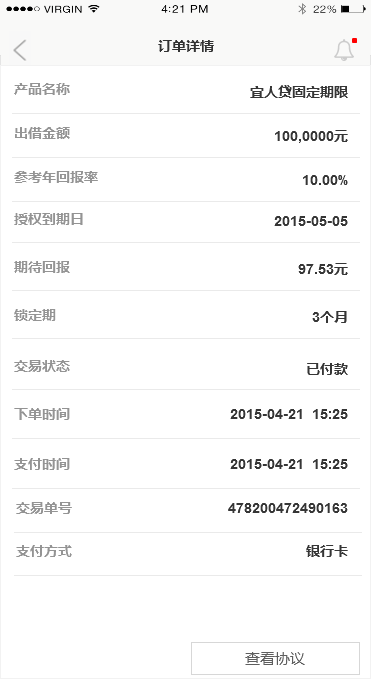 VIRGIN 4:21 PM 22%
订单详情
产品名称 宜人贷固定期限
出借金额 100,0000元
参考年回报率 10.00%
授权到期日 2015-05-05
期待回报 97.53元
锁定期 3个月
交易状态 已付款
下单时间 2015-04-21 15:25
支付时间 2015-04-21 15:25
交易单号 478200472490163
支付方式 银行卡
查看协议